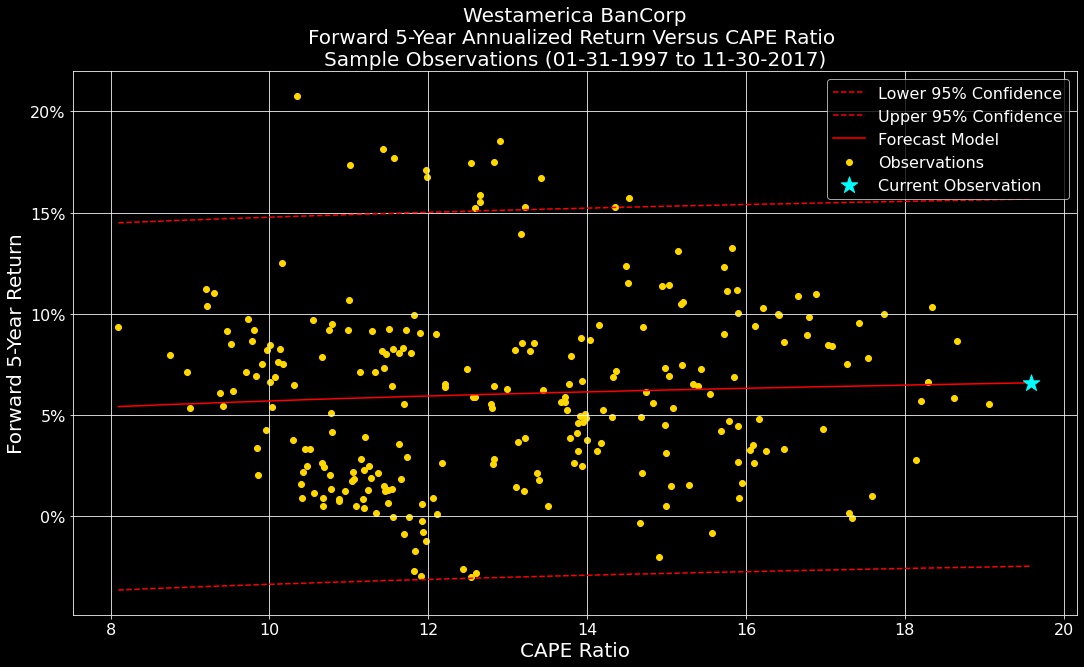 Westamerica BanCorp
Forward 5-Year Annualized Return Versus CAPE Ratio
Sample Observations (01-31-1997 to 11-30-2017)
Lower 95% Confidence
Upper 95% Confidence
Forecast Model
Observations
Current Observation
Forward 5-Year Return
20%
15%
10%
5%
0%
8 10 12 14 16 18 20
CAPE Ratio